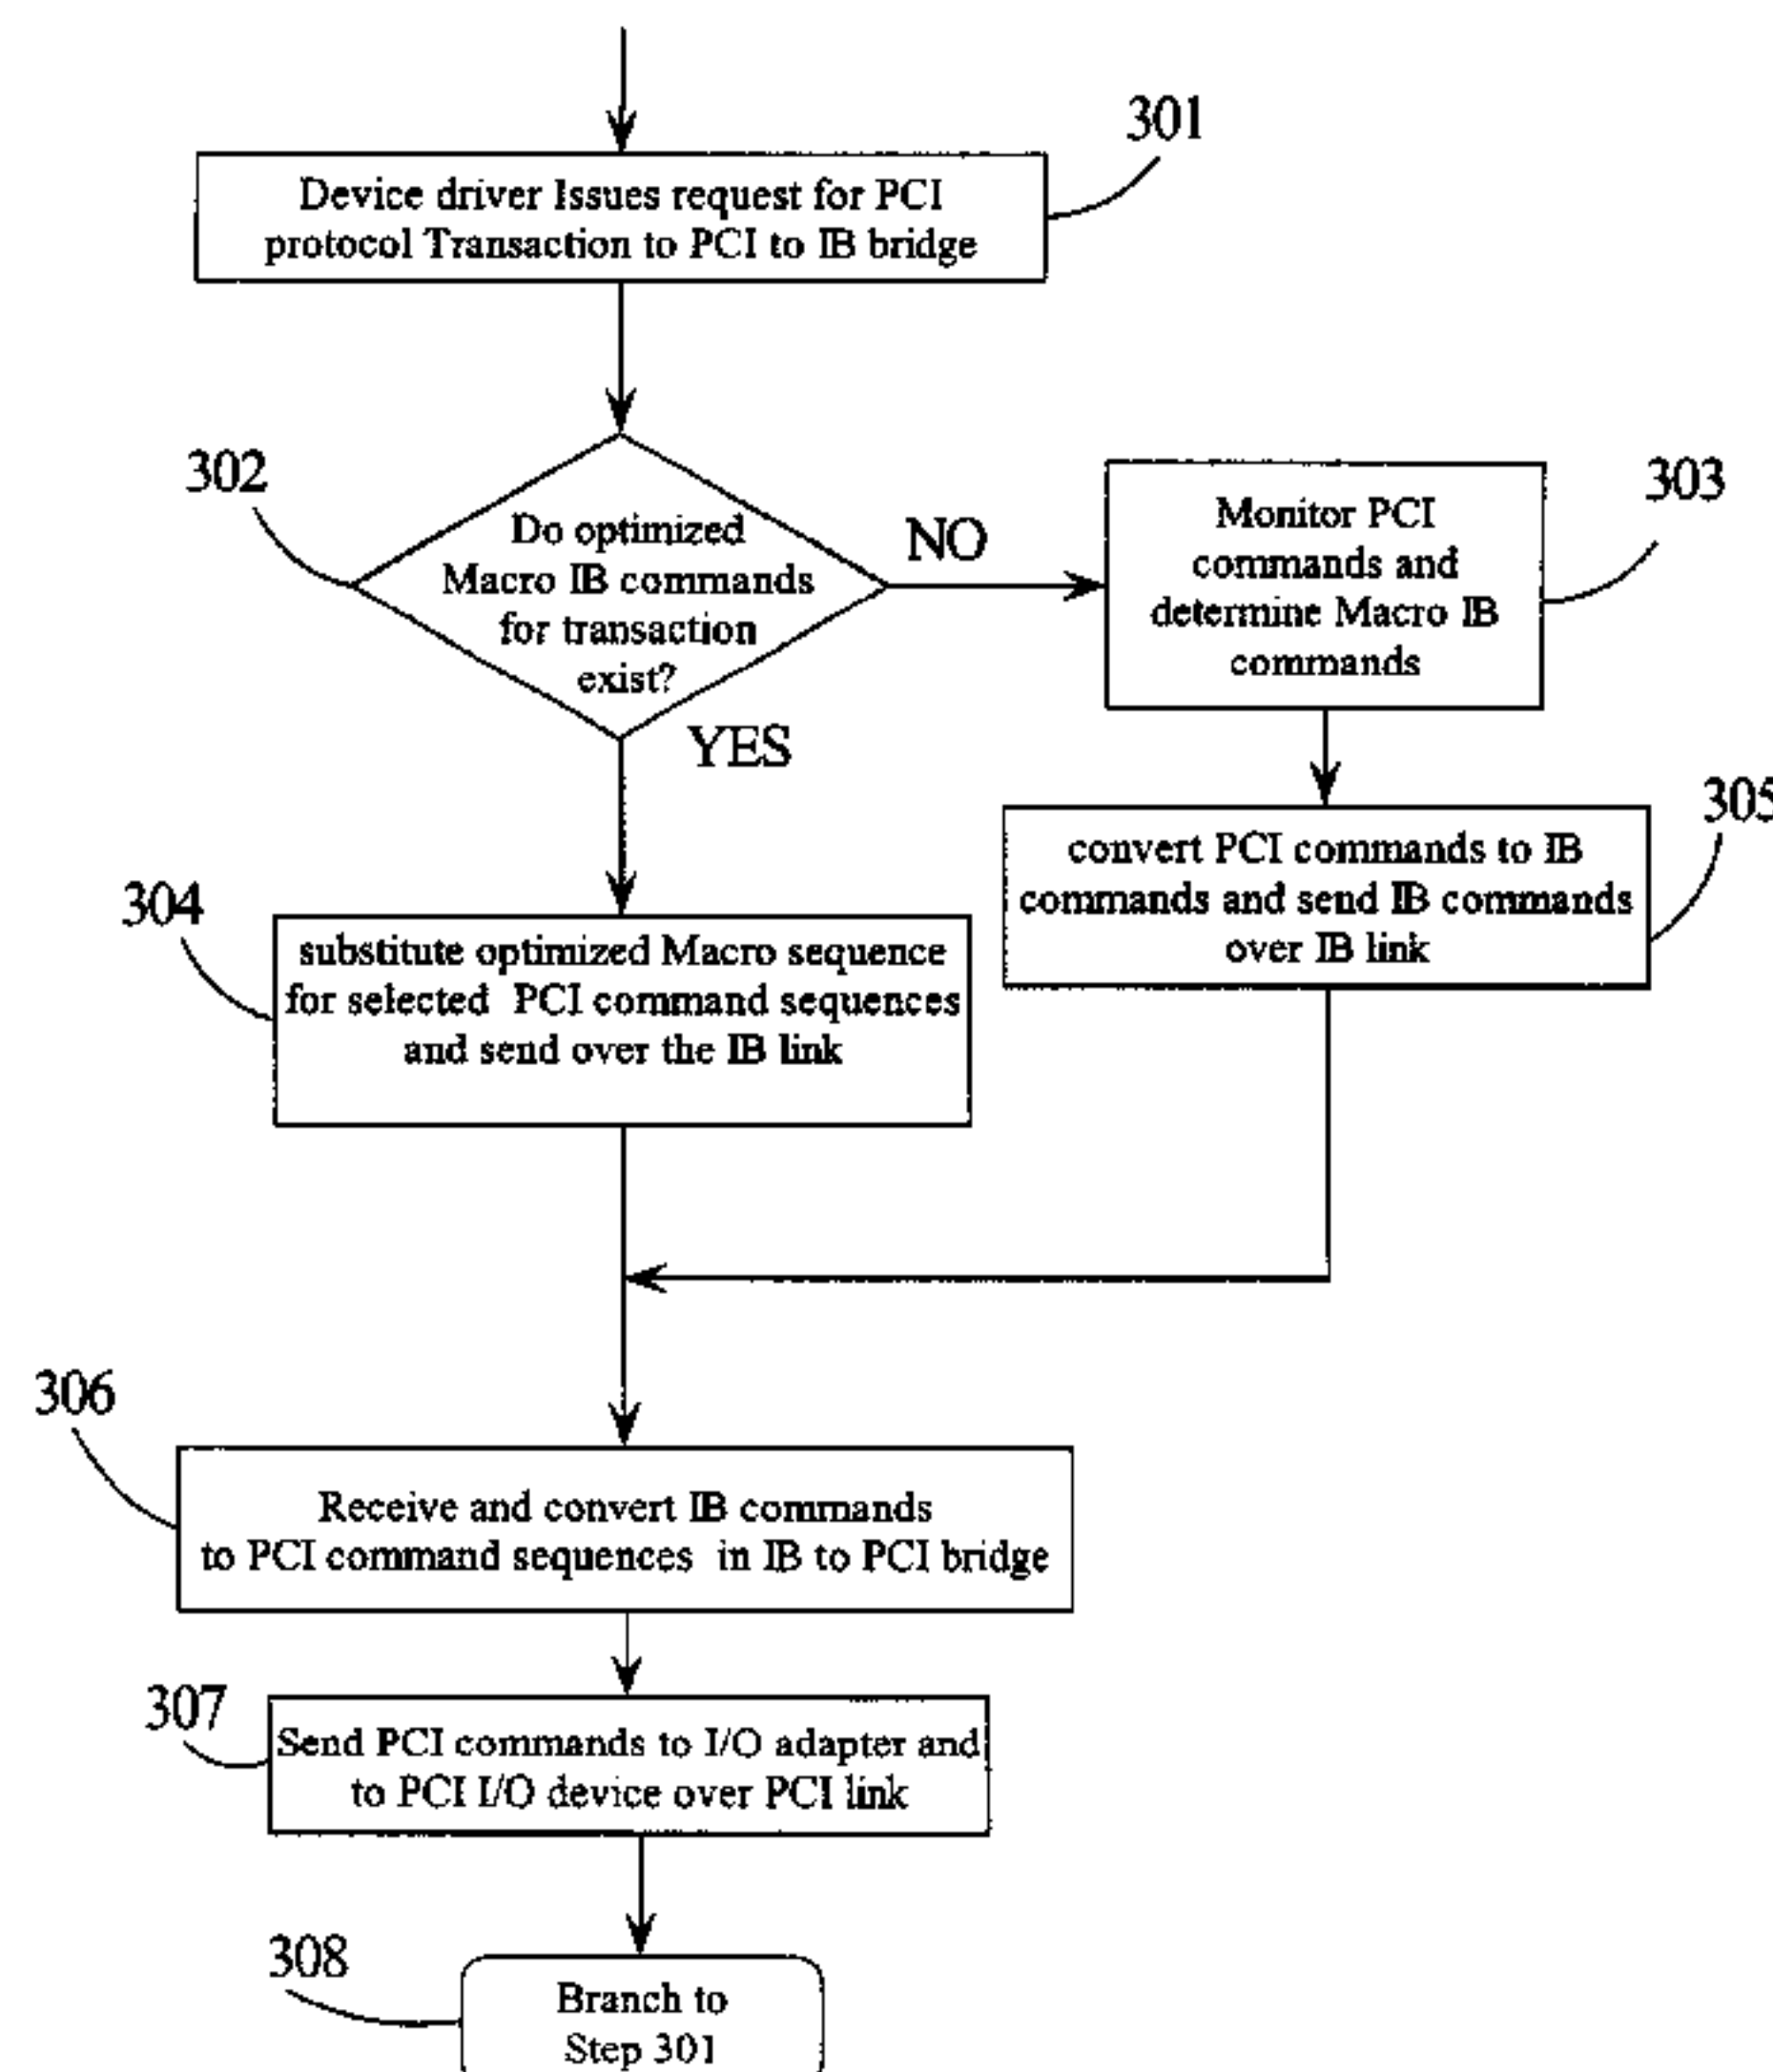 301
Device driver Issues request for PCI
protocol Transaction to PCI to IB bridge
302
Do optimized
Macro IB commands
for transaction
exist?
NO
303
Monitor PCI
commands and
determine Macro IB
commands
YES
305
convert PCI commands to IB
commands and send IB commands
over IB link
304
substitute optimized Macro sequence
for selected PCI command sequences
and send over the IB link
306
Receive and convert IB commands
to PCI command sequences in IB to PCI bridge
307
Send PCI commands to I/O adapter and
to PCI I/O device over PCI link
308
Branch to
Step 301